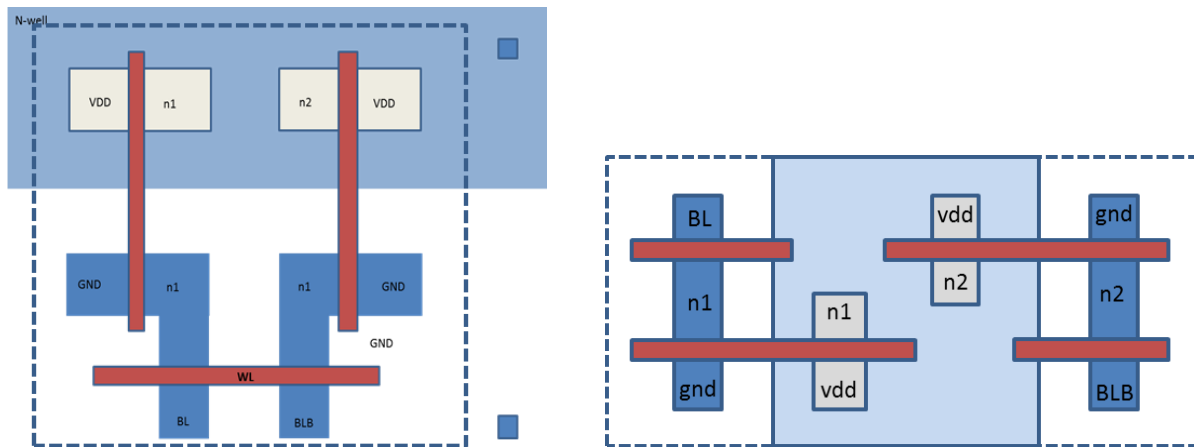 N-well
VDD
n1
n2
VDD
GND
n1
n1
GND
GND
WL
BL
BLB
BL
vdd
gnd
n1
n2
n2
n1
gnd
vdd
BLB